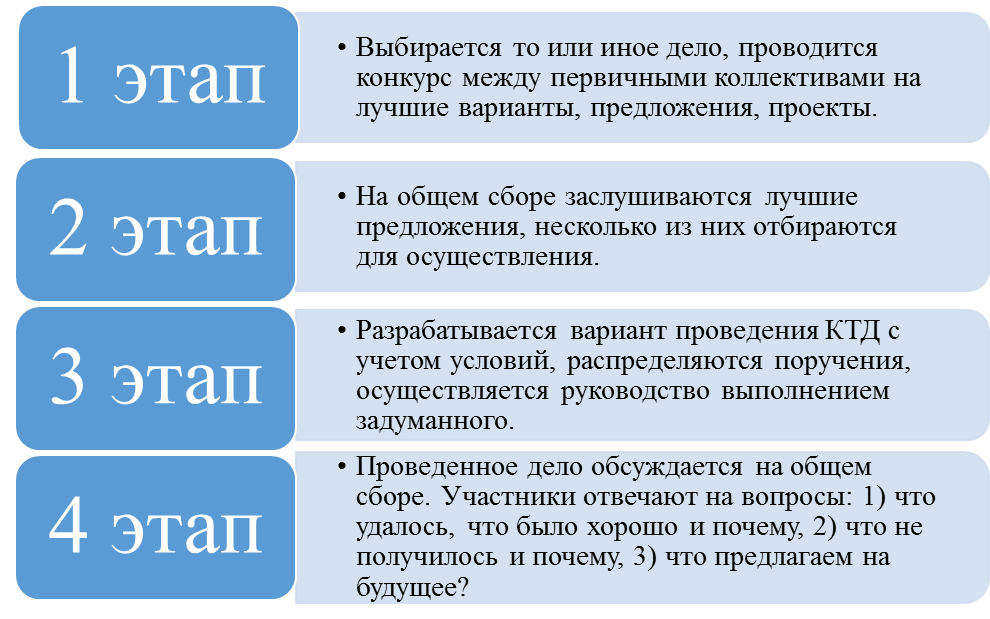 1 этап
• Выбирается то или иное дело, проводится
конкурс между первичными коллективами на
лучшие варианты, предложения, проекты.
2 этап
• На общем сборе заслушиваются лучшие
предложения, несколько из них отбираются
для осуществления.
3 этап
• Разрабатывается вариант проведения КТД с
учетом условий, распределяются поручения,
осуществляется руководство выполнением
задуманного.
4 этап
• Проведенное дело обсуждается на общем
сборе. Участники отвечают на вопросы: 1) что
удалось, что было хорошо и почему, 2) что не
получилось и почему, 3) что предлагаем на
будущее?